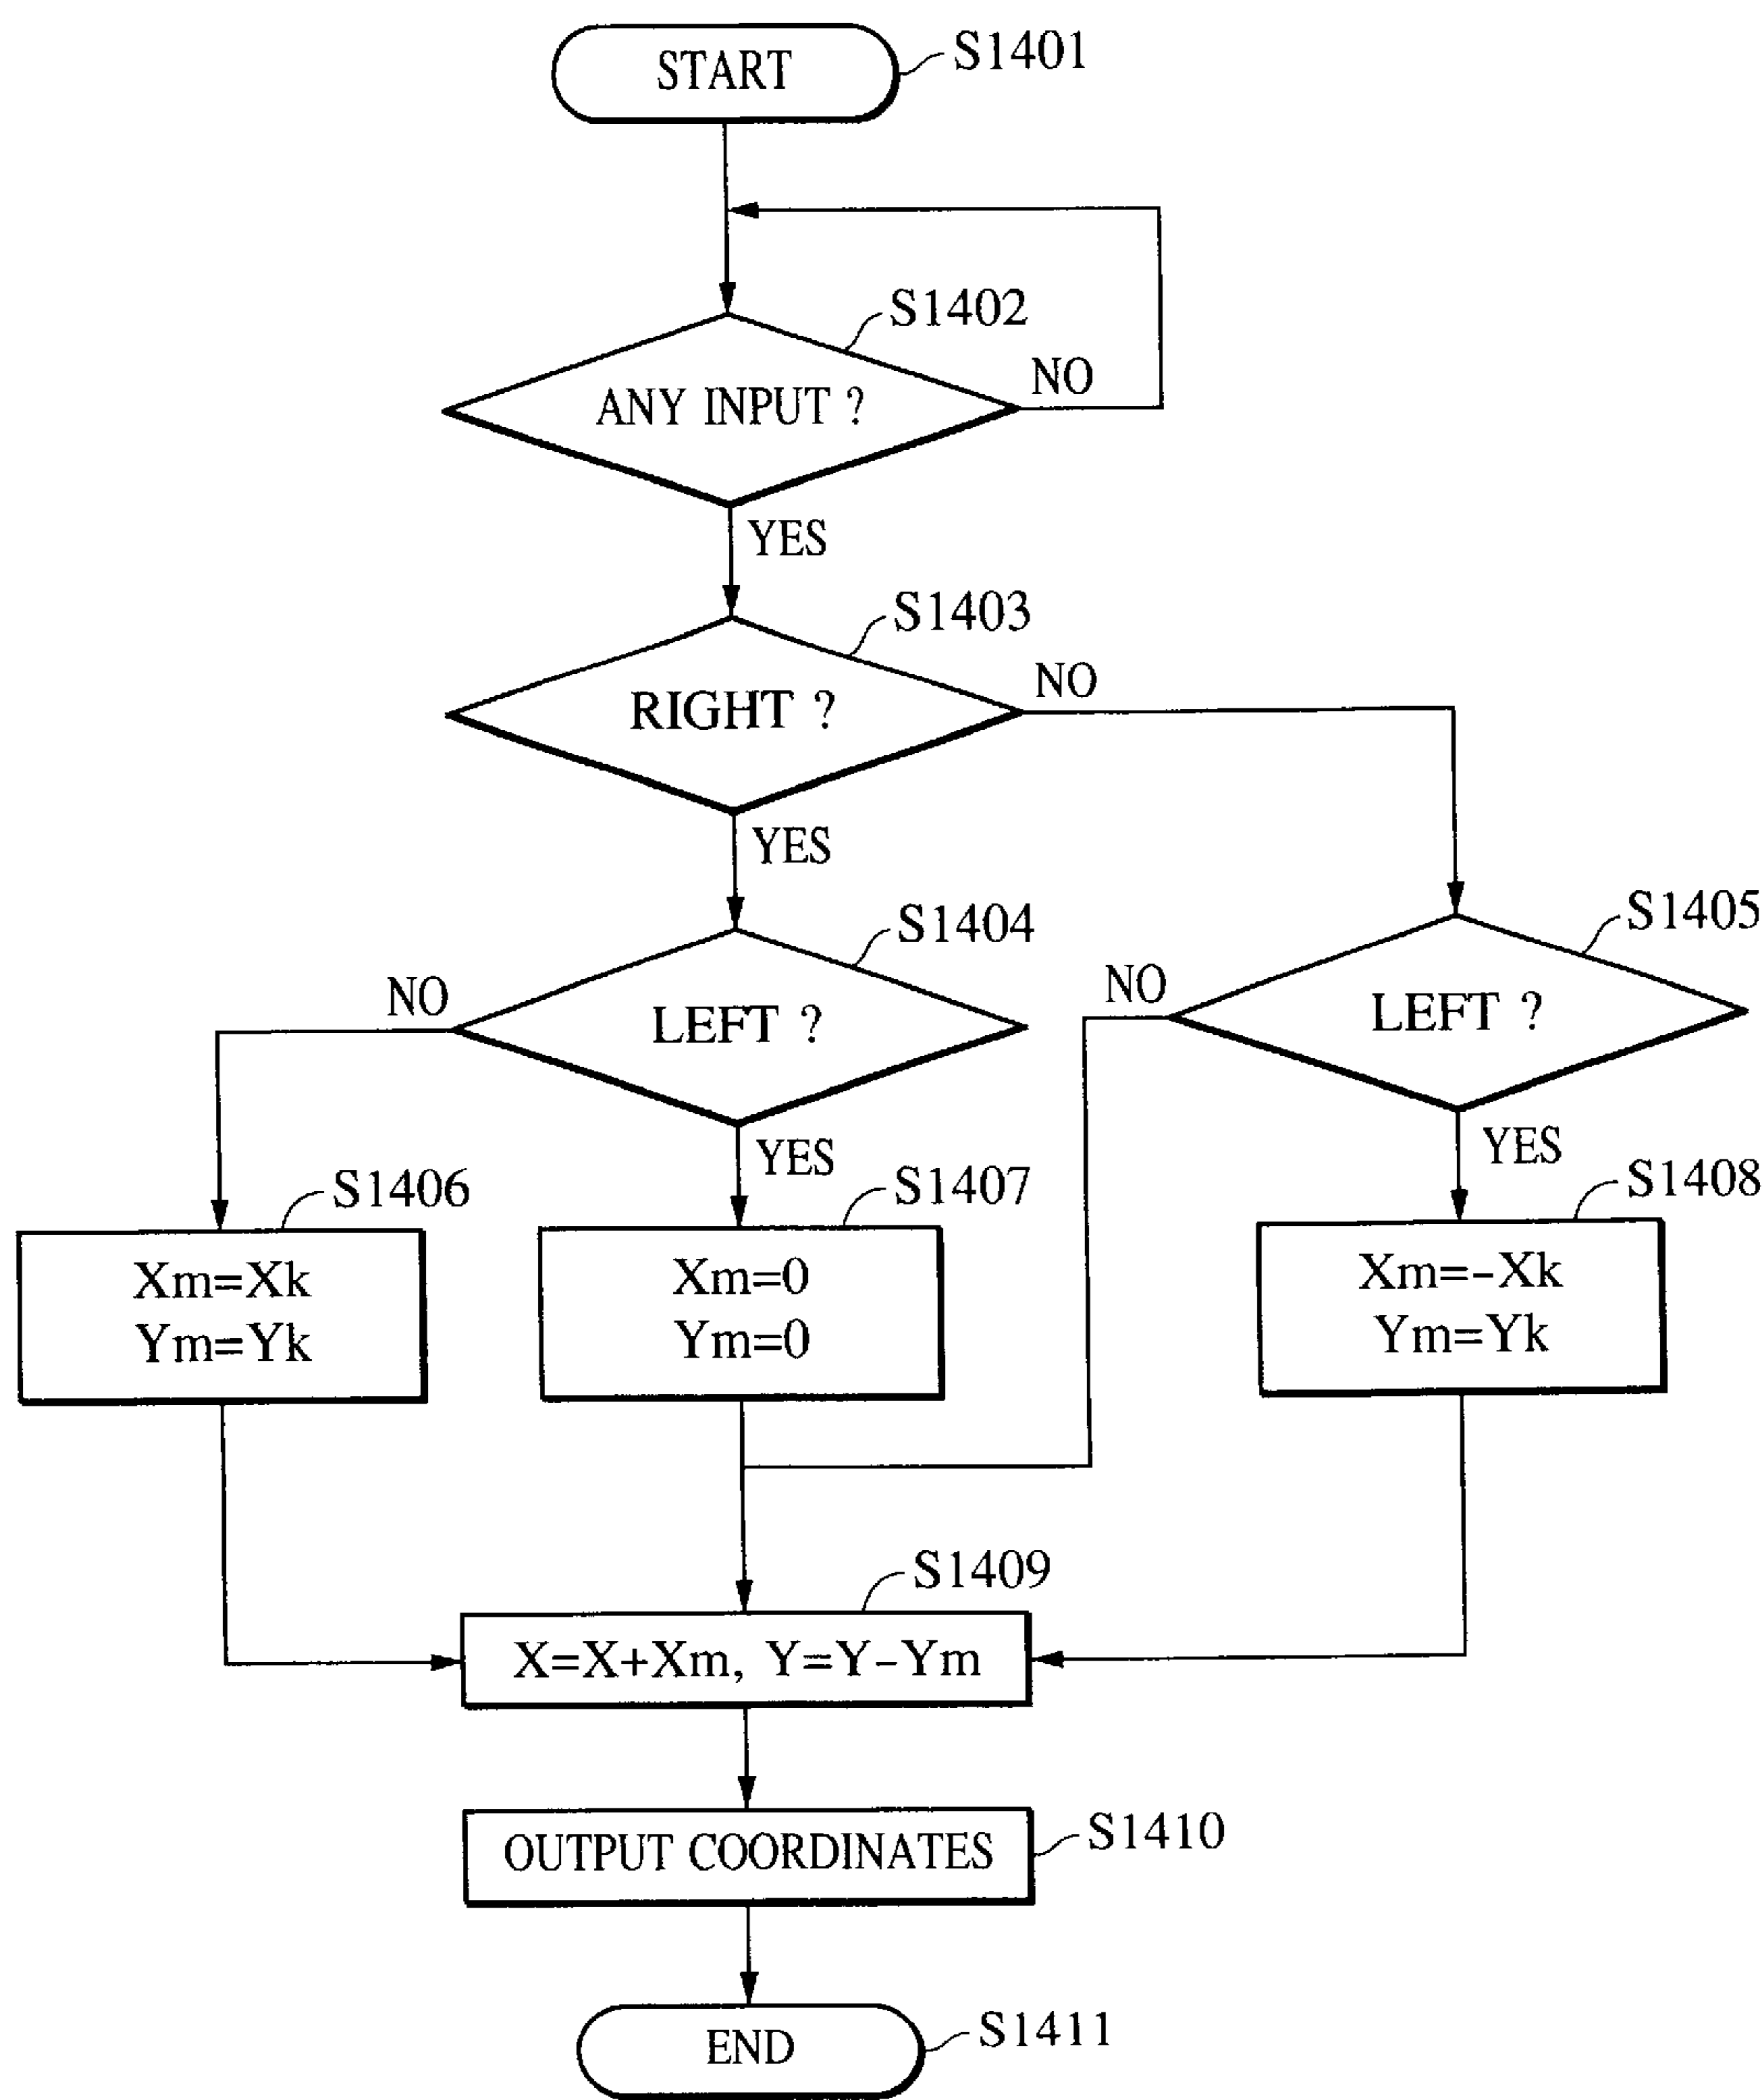 START
S1401
S1402
ANY INPUT ?
NO
YES
S1403
RIGHT ?
NO
YES
S1404
S1405
NO
LEFT ?
NO
LEFT ?
YES
YES
S1406
S1407
S1408
Xm=Xk
Ym=Yk
Xm=0
Ym=0
Xm=-Xk
Ym=Yk
S1409
X=X+Xm, Y=Y-Ym
OUTPUT COORDINATES
S1410
END
S1411